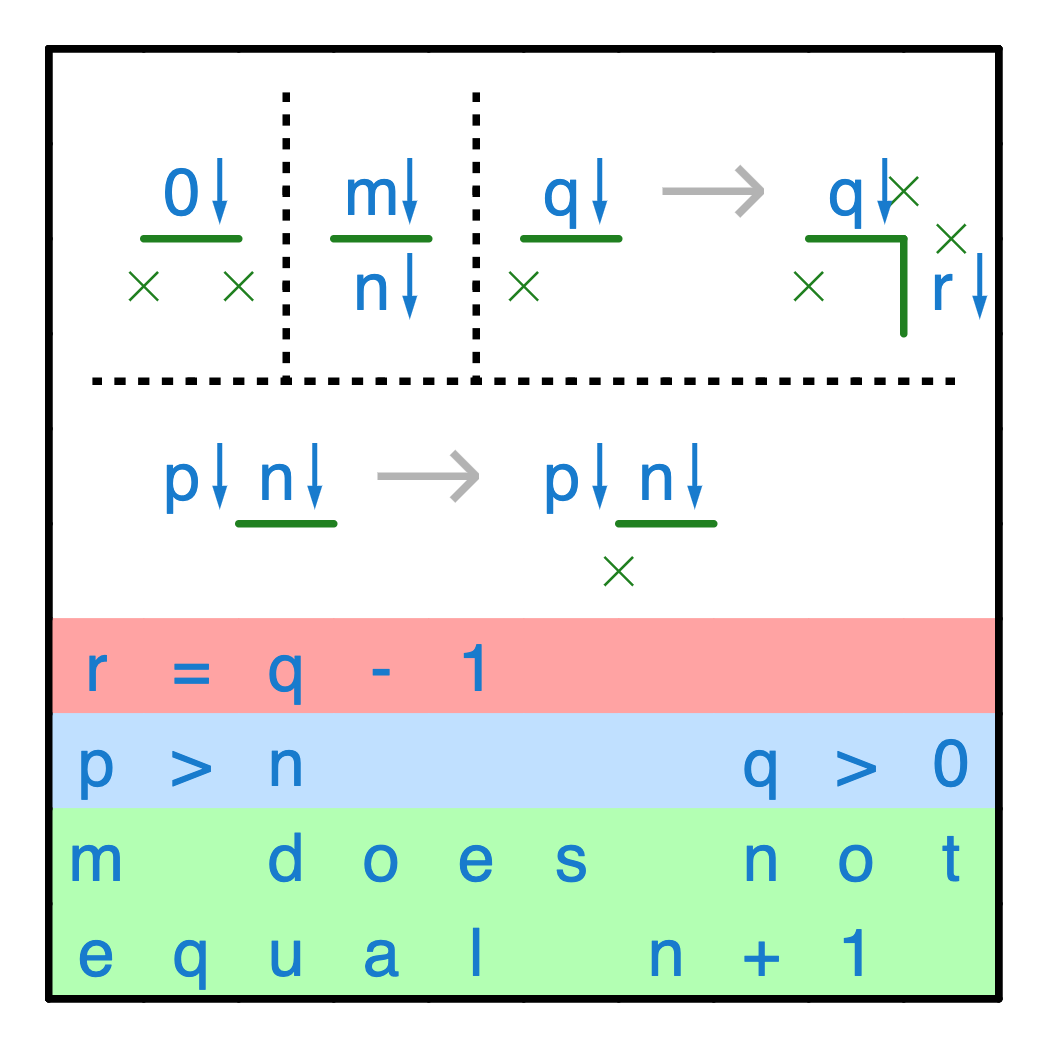 0↓ m↓ q↓ → q↓
n↓ r↓
p↓ n↓ → p↓ n↓
r = q - 1
p > n q > 0
m does not
equal n + 1